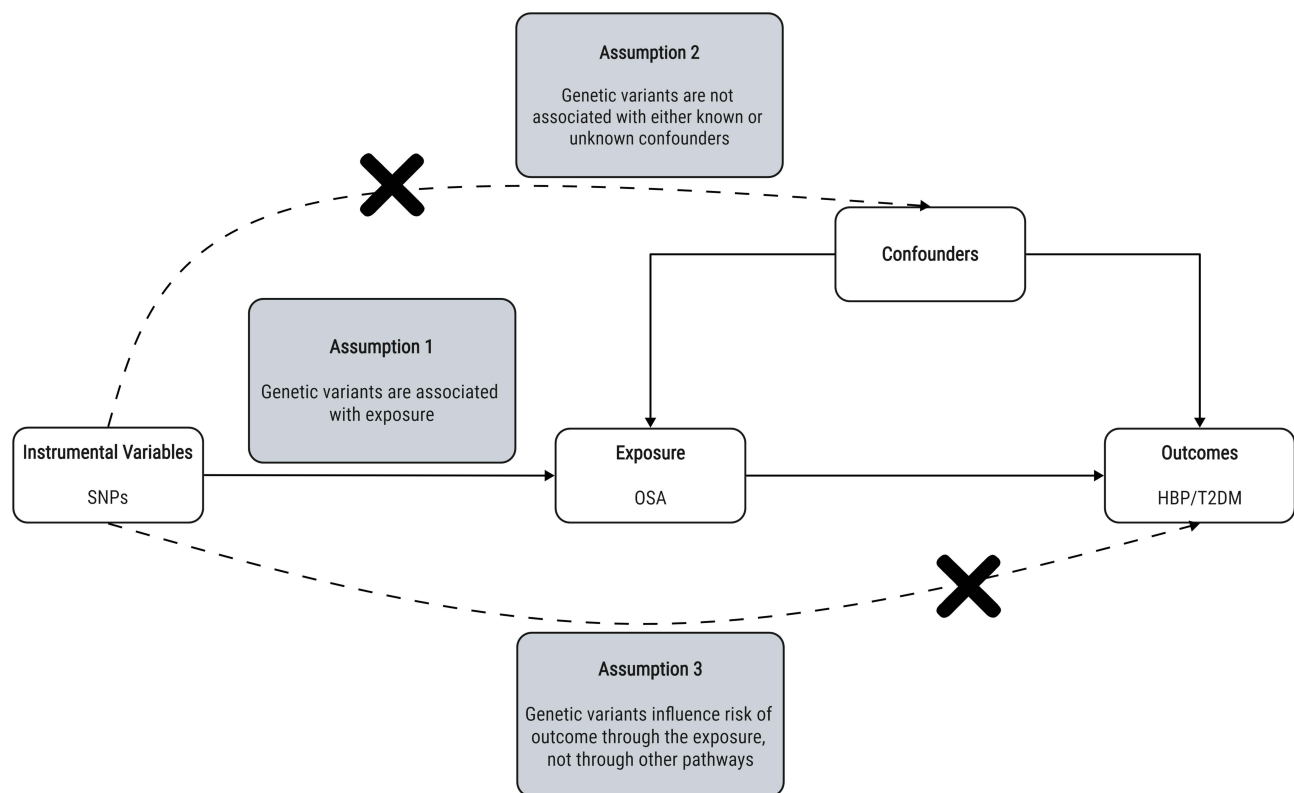 Assumption 2
Genetic variants are not
associated with either known or
unknown confounders
Confounders
Assumption 1
Genetic variants are associated
with exposure
Instrumental Variables
SNPs
Exposure
OSA
Outcomes
HBP/T2DM
Assumption 3
Genetic variants influence risk of
outcome through the exposure,
not through other pathways